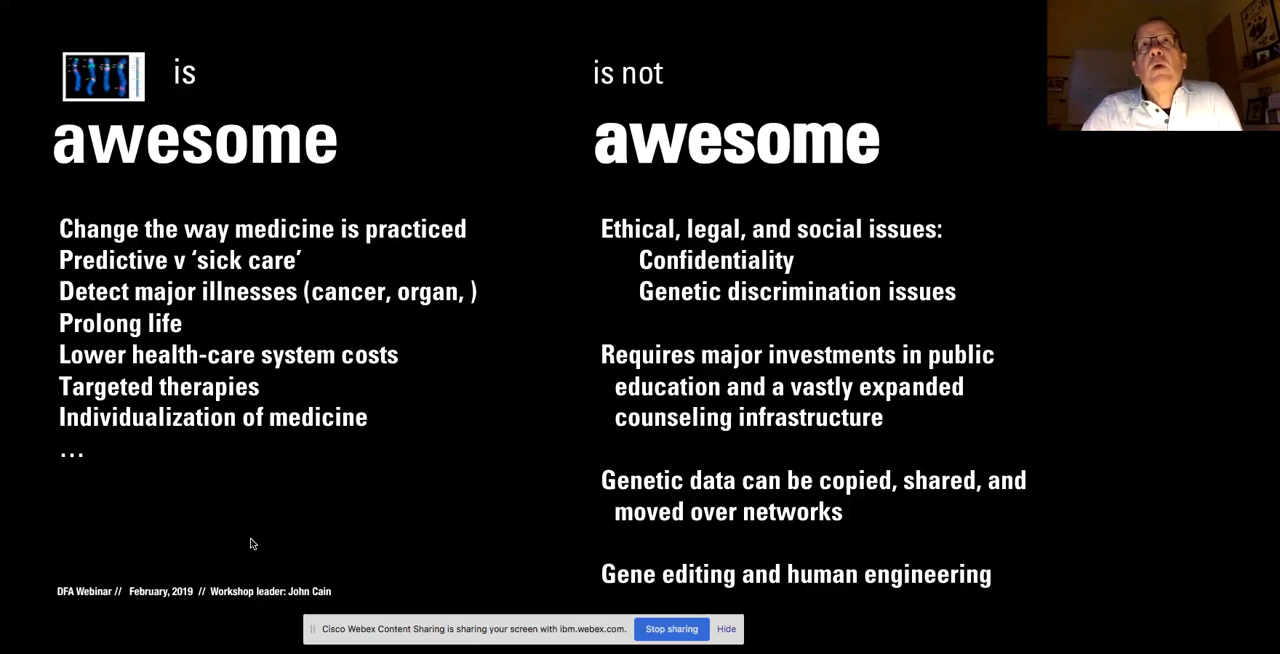 is
awesome
Change the way medicine is practiced
Predictive v ‘sick care’
Detect major illnesses (cancer, organ, )
Prolong life
Lower health-care system costs
Targeted therapies
Individualization of medicine
…
is not
awesome
Ethical, legal, and social issues:
Confidentiality
Genetic discrimination issues
Requires major investments in public
education and a vastly expanded
counseling infrastructure
Genetic data can be copied, shared, and
moved over networks
Gene editing and human engineering
DFA Webinar // February, 2019 // Workshop leader: John Cain
Cisco Webex Content Sharing is sharing your screen with ibm.webex.com. Stop sharing Hide